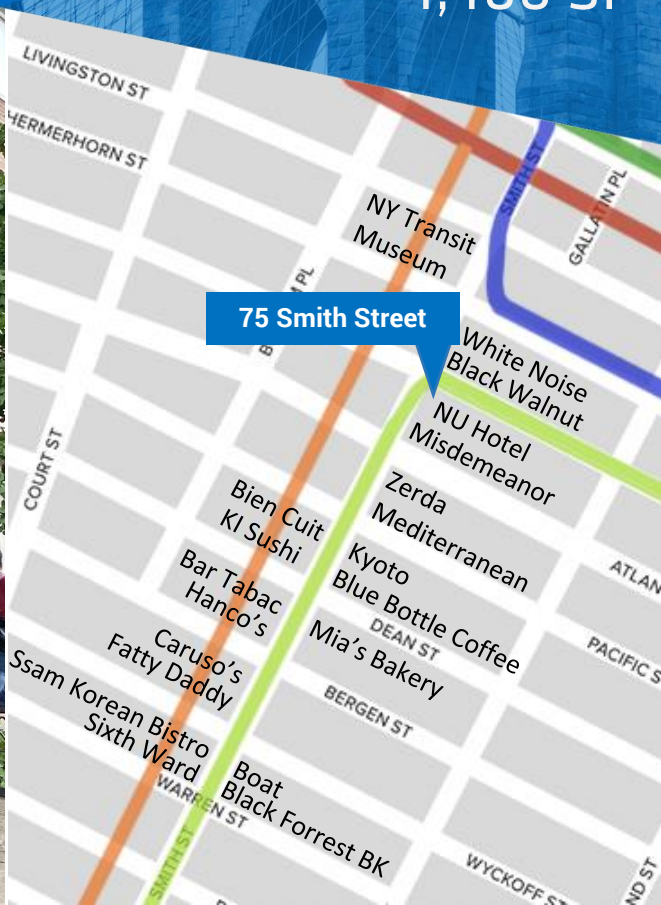 LIVINGSTON ST
HERMERHORN ST
SMITH ST
GALLATIN PL
NY Transit
Museum
PL
75 Smith Street
White Noise
Black Walnut
NU Hotel
Misdemeanor
COURT ST
Zerda
Mediterranean
Bien Cuit
KI Sushi
Kyoto
Blue Bottle Coffee
ATLAN
Bar Tabac
Hanco's
DEAN ST
PACIFIC S
Mia's Bakery
Caruso's
Fatty Daddy
BERGEN ST
Ssam Korean Bistro
Sixth Ward
Boat
Black Forrest BK
WARREN ST
SMITH ST
WYCKOFF ST
ND ST